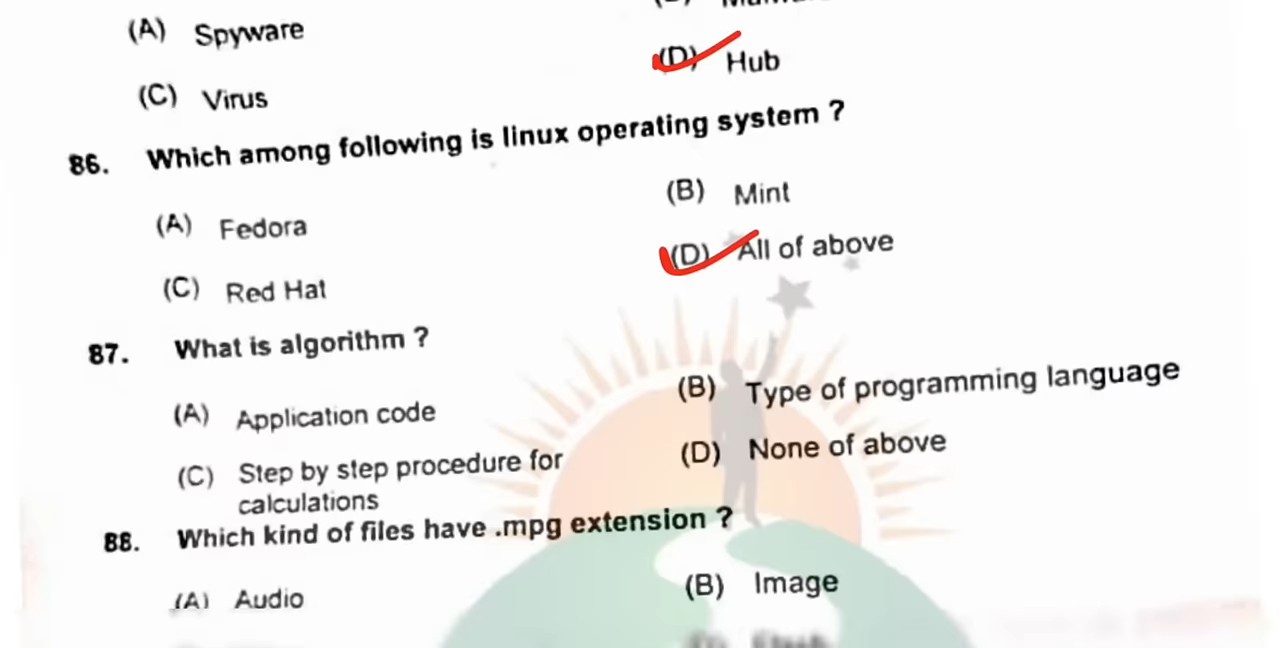 (A) Spyware
(D) Hub
(C) Virus
86. Which among following is linux operating system ?
(A) Fedora
(B) Mint
(C) Red Hat
(D) All of above
87. What is algorithm ?
(A) Application code
(B) Type of programming language
(C) Step by step procedure for
calculations
(D) None of above
88. Which kind of files have .mpg extension ?
(A) Audio
(B) Image